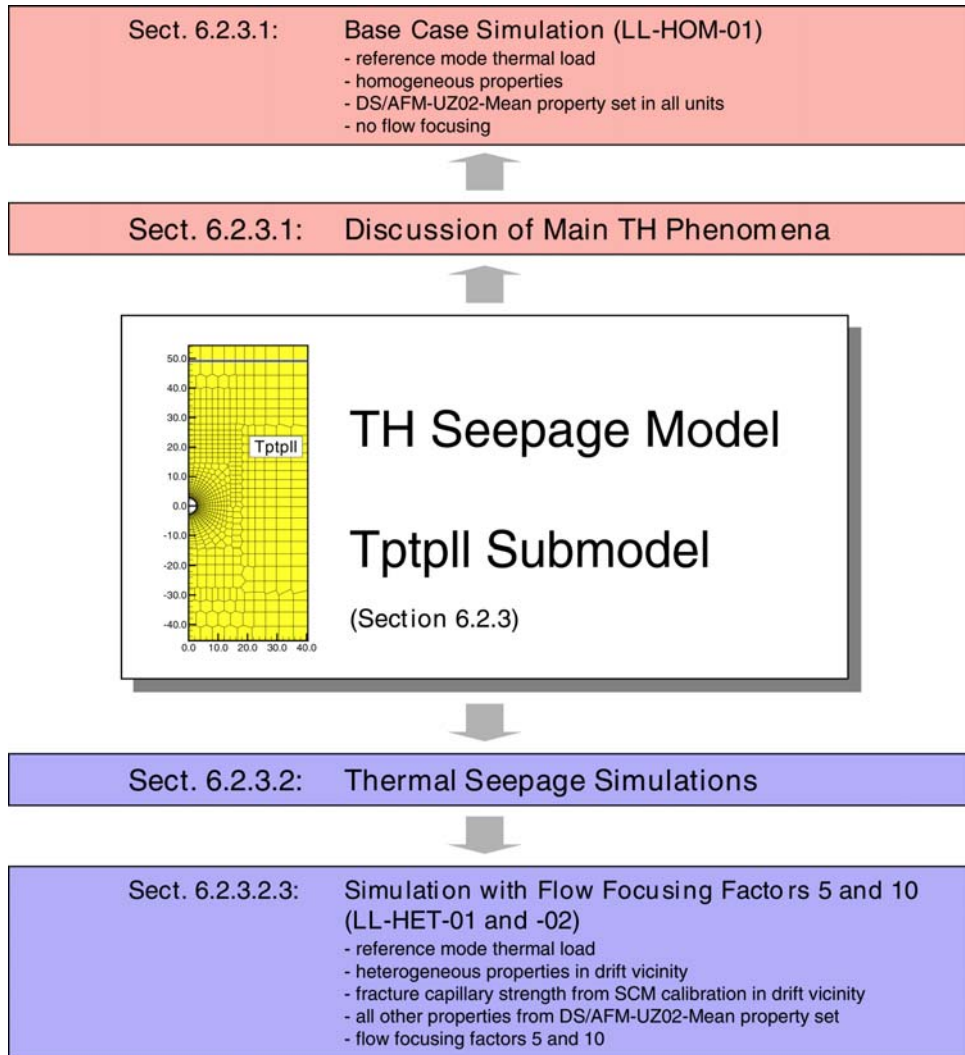 Sect. 6.2.3.1: Base Case Simulation (LL-HOM-01)
- reference mode thermal load
- homogeneous properties
- DS/AFM-UZ02-Mean property set in all units
- no flow focusing
Sect. 6.2.3.1: Discussion of Main TH Phenomena
50.0
40.0
30.0
20.0
10.0
0.0
-10.0
-20.0
-30.0
-40.0
0.0 10.0 20.0 30.0 40.0
Tptpll
TH Seepage Model
Tptpll Submodel
(Section 6.2.3)
Sect. 6.2.3.2: Thermal Seepage Simulations
Sect. 6.2.3.2.3: Simulation with Flow Focusing Factors 5 and 10
(LL-HET-01 and -02)
- reference mode thermal load
- heterogeneous properties in drift vicinity
- fracture capillary strength from SCM calibration in drift vicinity
- all other properties from DS/AFM-UZ02-Mean property set
- flow focusing factors 5 and 10